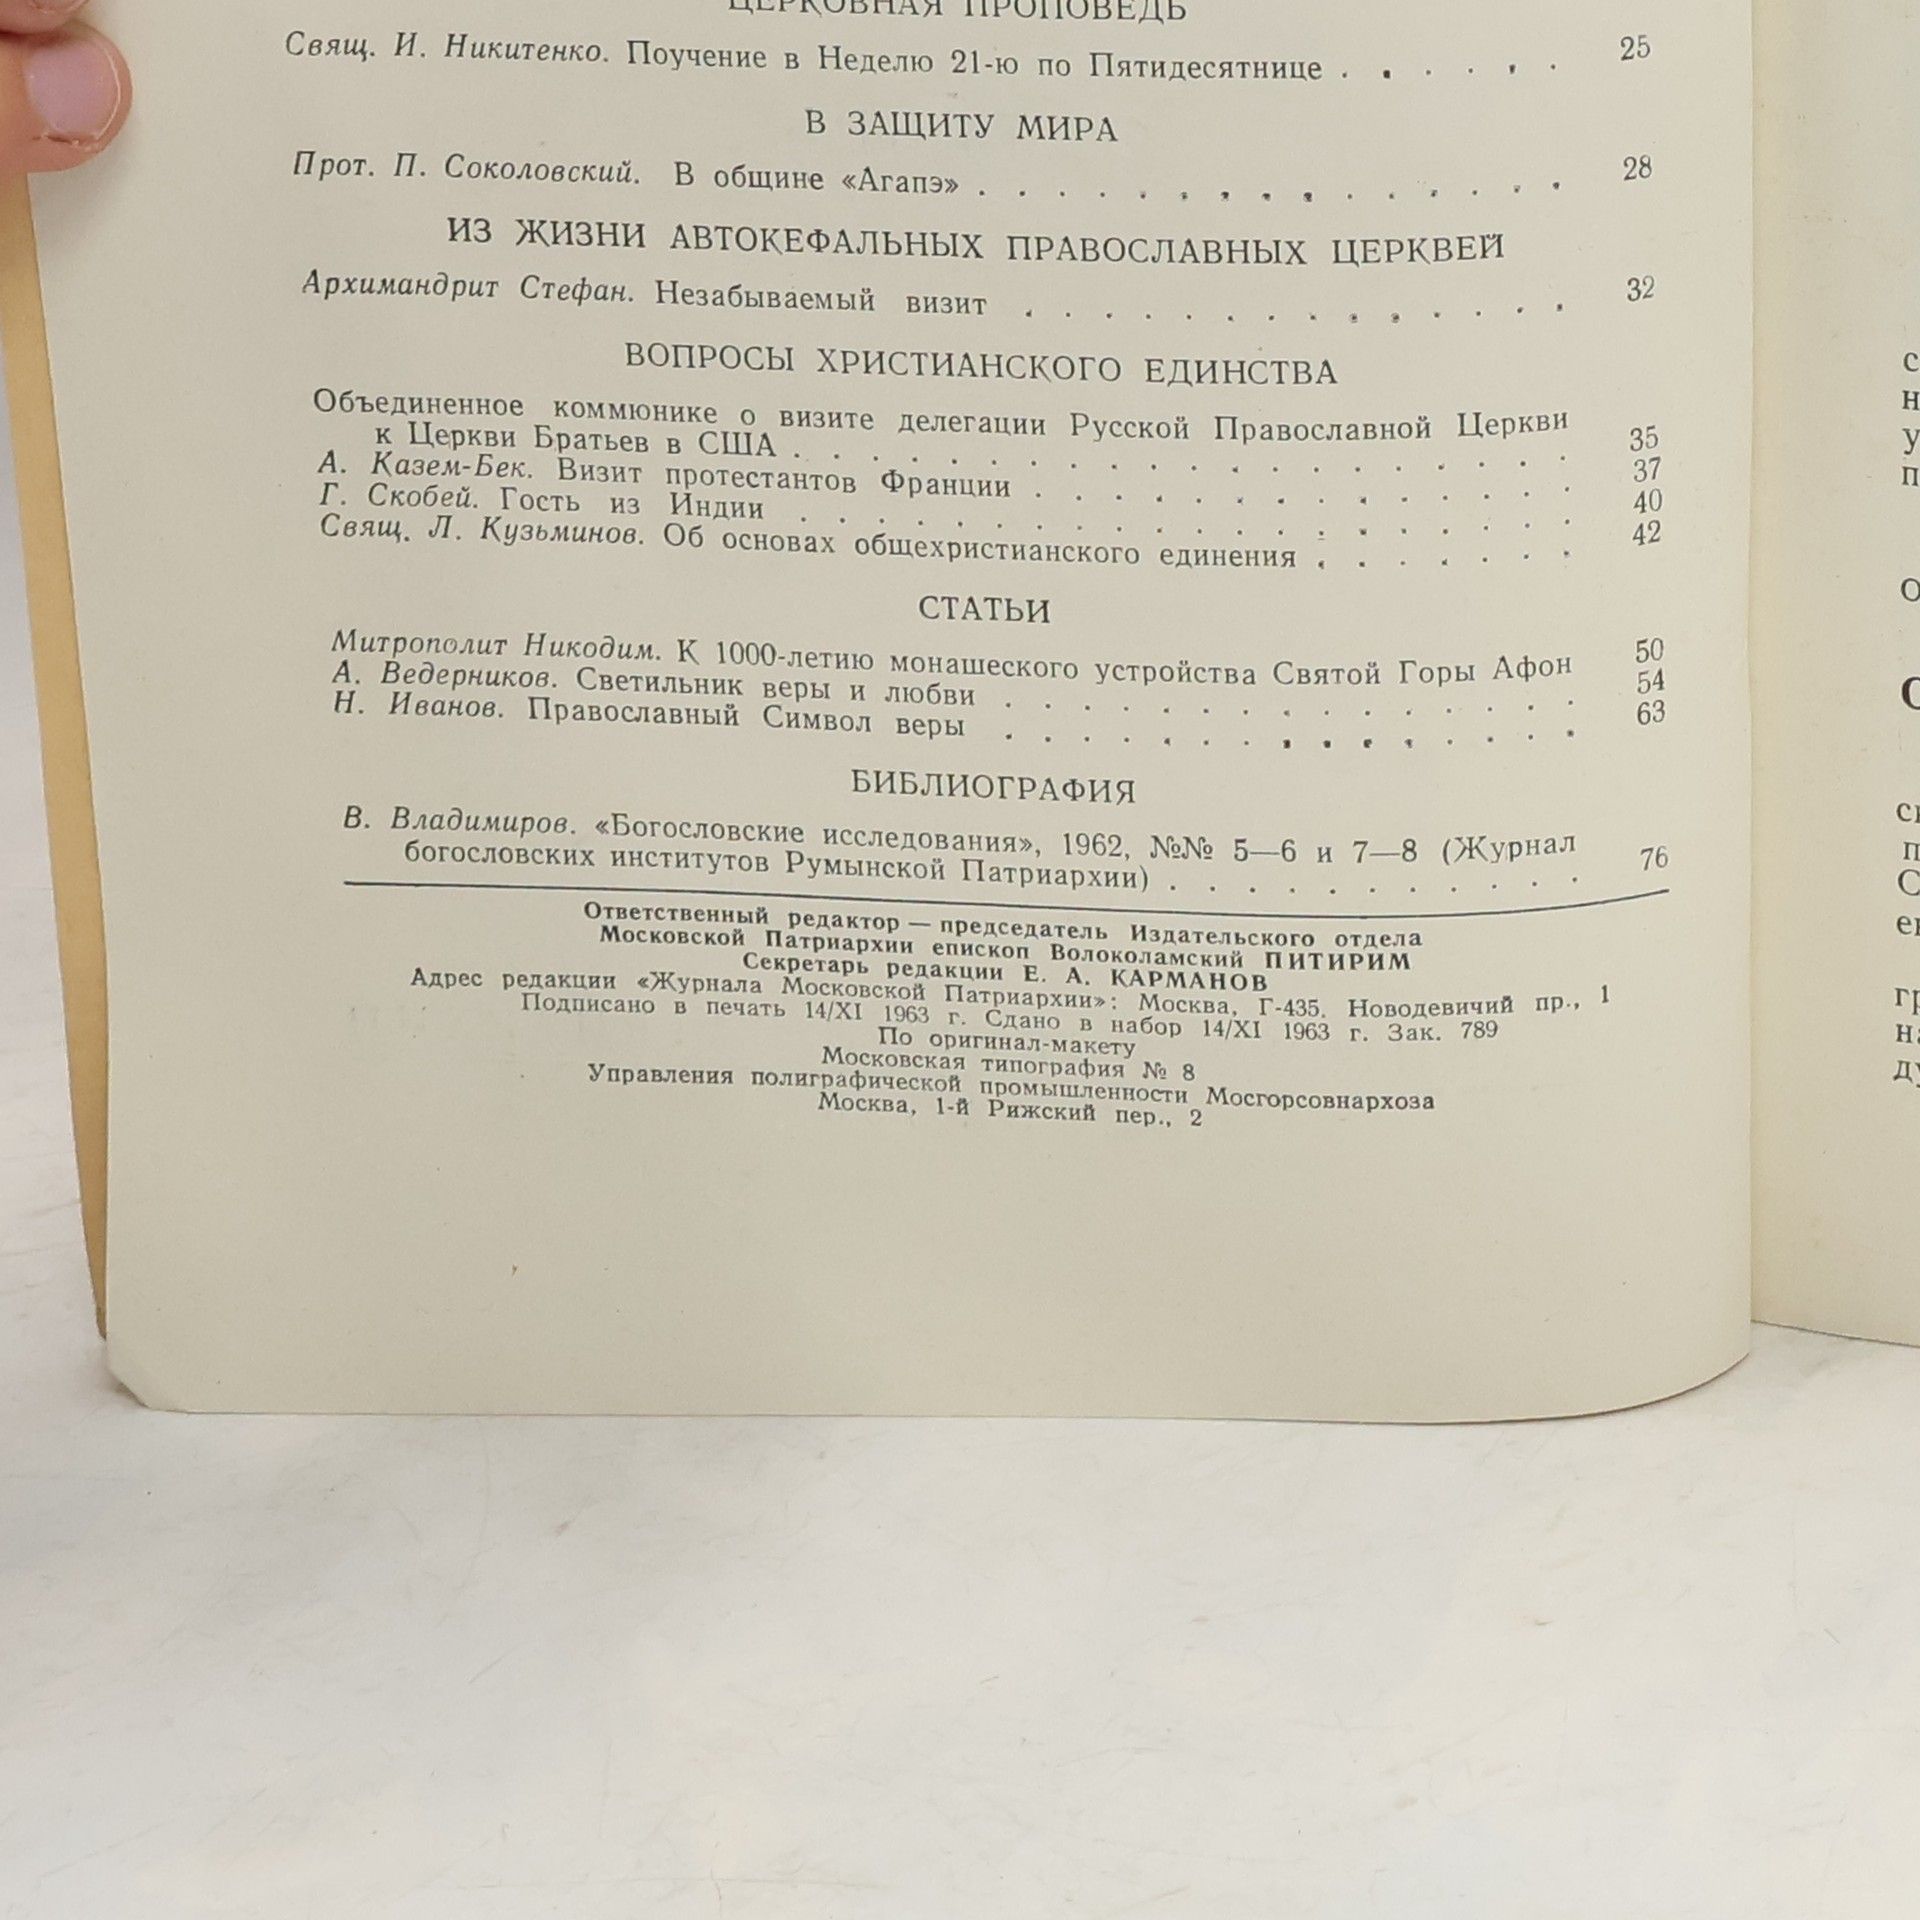 ЦЕРКОВНАЯ ПРОПОВЕДЬ
Свящ. И. Никитенко. Поучение в Неделю 21-ю по Пятидесятнице . . . . . . 25
В ЗАЩИТУ МИРА
Прот. П. Соколовский. В общине «Агапэ» . . . . . . . . . . . . . . . 28
ИЗ ЖИЗНИ АВТОКЕФАЛЬНЫХ ПРАВОСЛАВНЫХ ЦЕРКВЕЙ
Архимандрит Стефан. Незабываемый визит . . . . . . . . . . . . . . 32
ВОПРОСЫ ХРИСТИАНСКОГО ЕДИНСТВА
Объединенное коммюнике о визите делегации Русской Православной Церкви
к Церкви Братьев в США . . . . . . . . . . . . . . . . . . . . 35
А. Казем-Бек. Визит протестантов Франции . . . . . . . . . . . . . . 37
Г. Скобей. Гость из Индии . . . . . . . . . . . . . . . . . . . . 40
Свящ. Л. Кузьминов. Об основах общехристианского единения . . . . . . . 42
СТАТЬИ
Митрополит Никодим. К 1000-летию монашеского устройства Святой Горы Афон 50
А. Ведерников. Светильник веры и любви . . . . . . . . . . . . . . . 54
Н. Иванов. Православный Символ веры . . . . . . . . . . . . . . . 63
БИБЛИОГРАФИЯ
В. Владимиров. «Богословские исследования», 1962, №№ 5—6 и 7—8 (Журнал
богословских институтов Румынской Патриархии) . . . . . . . . . . . 76
Ответственный редактор — председатель Издательского отдела
Московской Патриархии епископ Волоколамский ПИТИРИМ
Секретарь редакции Е. А. КАРМАНОВ
Адрес редакции «Журнала Московской Патриархии»: Москва, Г-435. Новодевичий пр., 1
Подписано в печать 14/XI 1963 г. Сдано в набор 14/XI 1963 г. Зак. 789
По оригинал-макету
Московская типография № 8
Управления полиграфической промышленности Мосгорсовнархоза
Москва, 1-й Рижский пер., 2